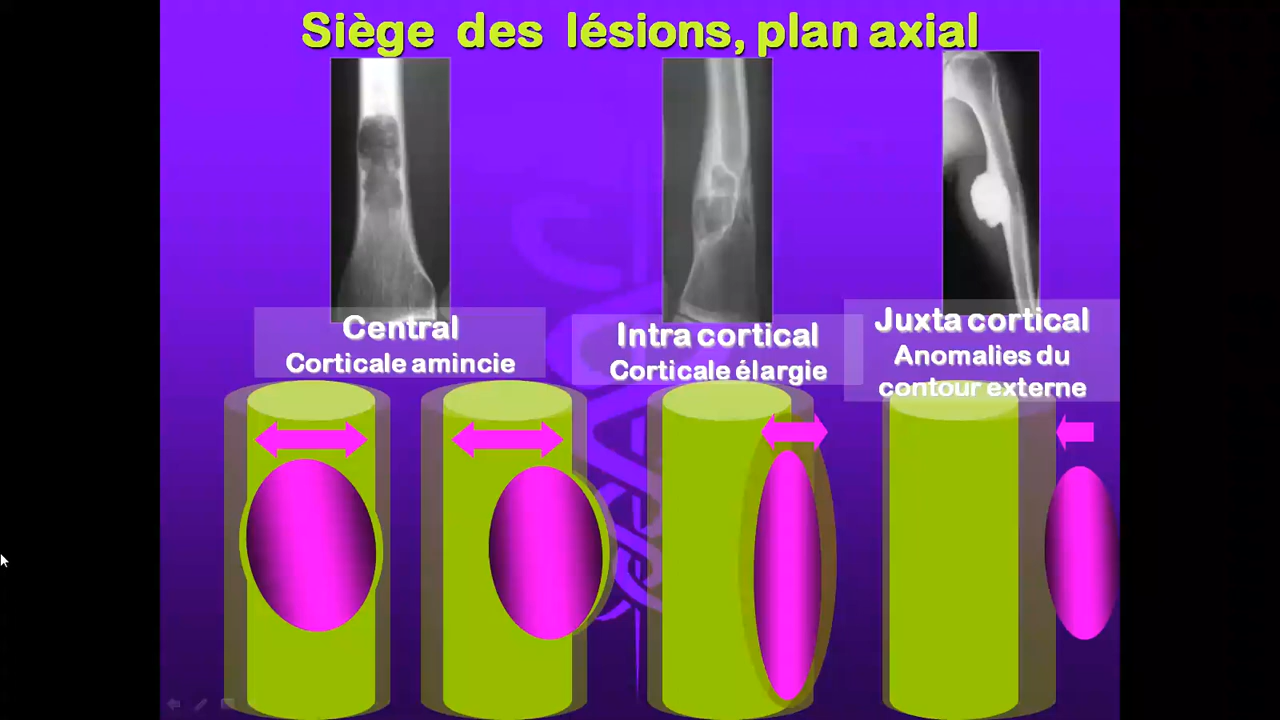 Siège des lésions, plan axial
Central
Corticale amincie
Intra cortical
Corticale élargie
Juxta cortical
Anomalies du
contour externe